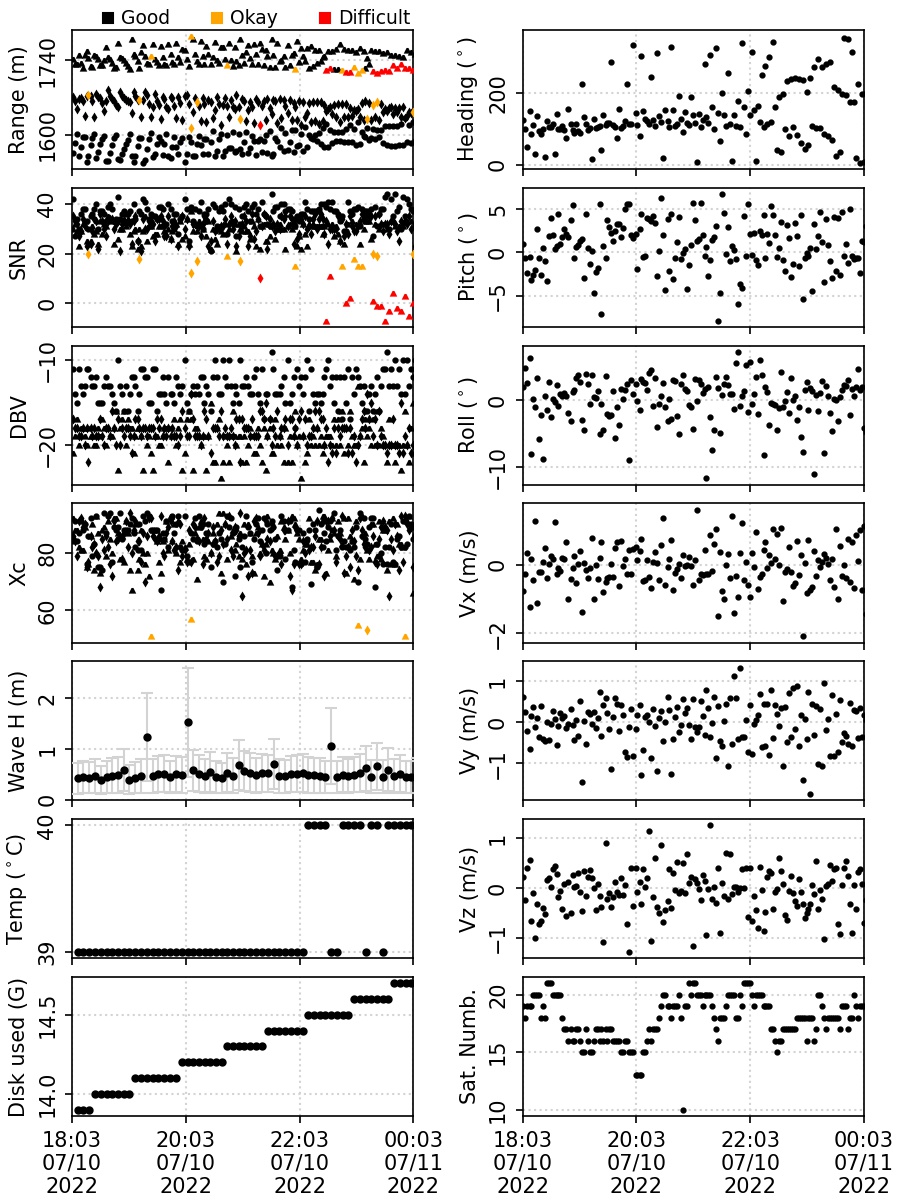 Good Okay Difficult
Range (m)
1740
1600
Heading (°)
200
0
SNR
40
20
0
Pitch (°)
5
0
−5
DBV
−10
−20
Roll (°)
0
−10
Xc
80
60
Vx (m/s)
0
−2
Wave H (m)
2
1
0
Vy (m/s)
1
0
−1
Temp (°C)
40
39
Vz (m/s)
1
0
−1
Disk used (G)
14.5
14.0
Sat. Numb.
20
15
10
18:03 20:03 22:03 00:03
07/10 07/10 07/10 07/11
2022 2022 2022 2022
18:03 20:03 22:03 00:03
07/10 07/10 07/10 07/11
2022 2022 2022 2022